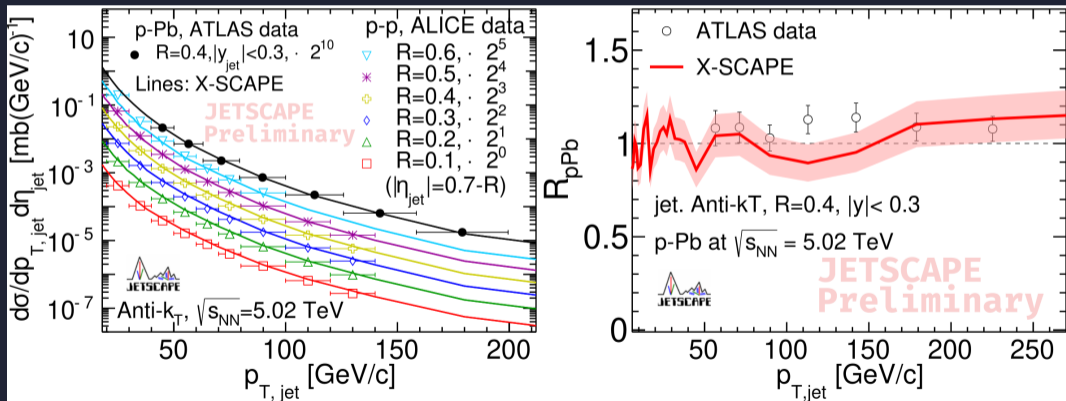 p-Pb, ATLAS data
R=0.4,|y_jet|<0.3, · 2^10
Lines: X-SCAPE
JETSCAPE
Preliminary
p-p, ALICE data
R=0.6, · 2^5
R=0.5, · 2^4
R=0.4, · 2^3
R=0.3, · 2^2
R=0.2, · 2^1
R=0.1, · 2^0
(|η_jet|=0.7-R)
JETSCAPE
Anti-k_T, √s_NN=5.02 TeV
dσ/dp_T,jet dη_jet [mb(GeV/c)^-1]
10
10^-1
10^-3
10^-5
10^-7
50 100 150 200
p_T,jet [GeV/c]
ATLAS data
X-SCAPE
jet. Anti-kT, R=0.4, |y|< 0.3
p-Pb at √s_NN = 5.02 TeV
JETSCAPE
JETSCAPE
Preliminary
R_pPb
1.5
1
0.5
0
50 100 150 200 250
p_T,jet [GeV/c]